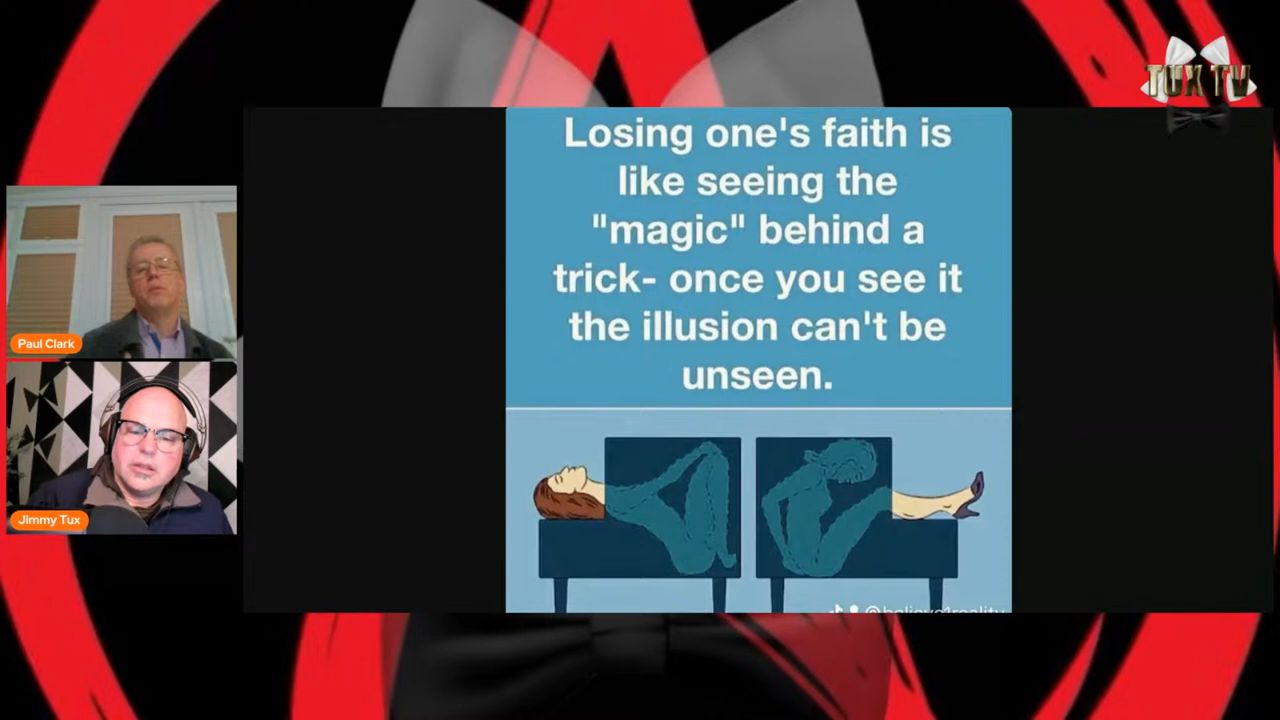 TUX TV
Losing one's faith is
like seeing the
"magic" behind a
trick- once you see it
the illusion can't be
unseen.
Paul Clark
Jimmy Tux